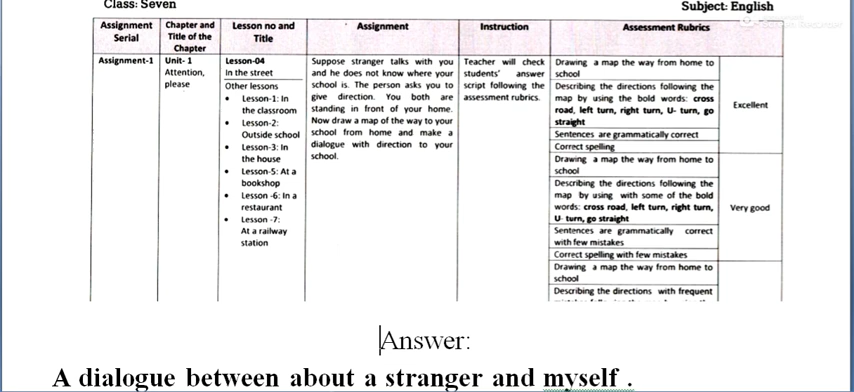 Class: Seven
Subject: English
Assignment Serial
Chapter and Title of the Chapter
Lesson no and Title
Assignment
Instruction
Assessment Rubrics
Assignment-1
Unit- 1
Attention,
please
Lesson-04
In the street
Other lessons
• Lesson-1: In
the classroom
• Lesson-2:
Outside school
• Lesson-3: In
the house
• Lesson-5: At a
bookshop
• Lesson -6: In a
restaurant
• Lesson -7:
At a railway
station
Suppose stranger talks with you
and he does not know where your
school is. The person asks you to
give direction. You both are
standing in front of your home.
Now draw a map of the way to your
school from home and make a
dialogue with direction to your
school.
Teacher will check
students' answer
script following the
assessment rubrics.
Drawing a map the way from home to
school
Describing the directions following the
map by using the bold words: cross
road, left turn, right turn, U- turn, go
straight
Sentences are grammatically correct
Correct spelling
Excellent
Drawing a map the way from home to
school
Describing the directions following the
map by using with some of the bold
words: cross road, left turn, right turn,
U- turn, go straight
Sentences are grammatically correct
with few mistakes
Correct spelling with few mistakes
Very good
Drawing a map the way from home to
school
Describing the directions with frequent
Answer:
A dialogue between about a stranger and myself .